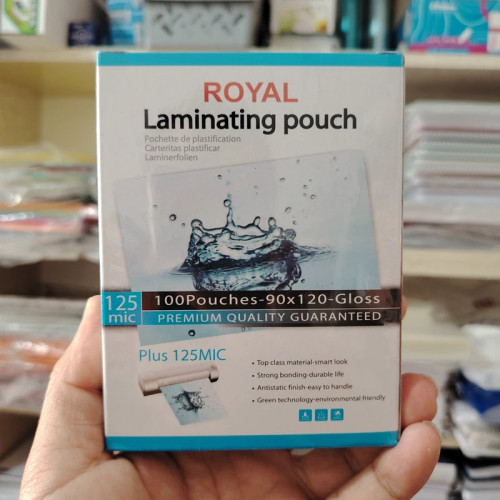 ROYAL
Laminating pouch
Pochette de plastification
Carteritas plastificar
Laminerfolien
125
mic
100Pouches-90x120-Gloss
PREMIUM QUALITY GUARANTEED
Plus 125MIC
• Top class material-smart look
• Strong bonding-durable life
• Antistatic finish-easy to handle
• Green technology-environmental friendly